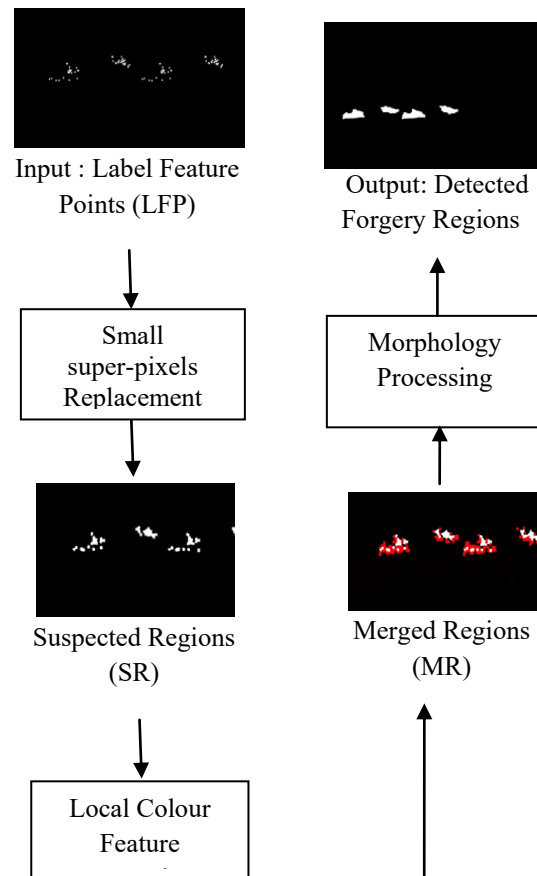 Input : Label Feature
Points (LFP)
Small
super-pixels
Replacement
Suspected Regions
(SR)
Local Colour
Feature
Output: Detected
Forgery Regions
Morphology
Processing
Merged Regions
(MR)